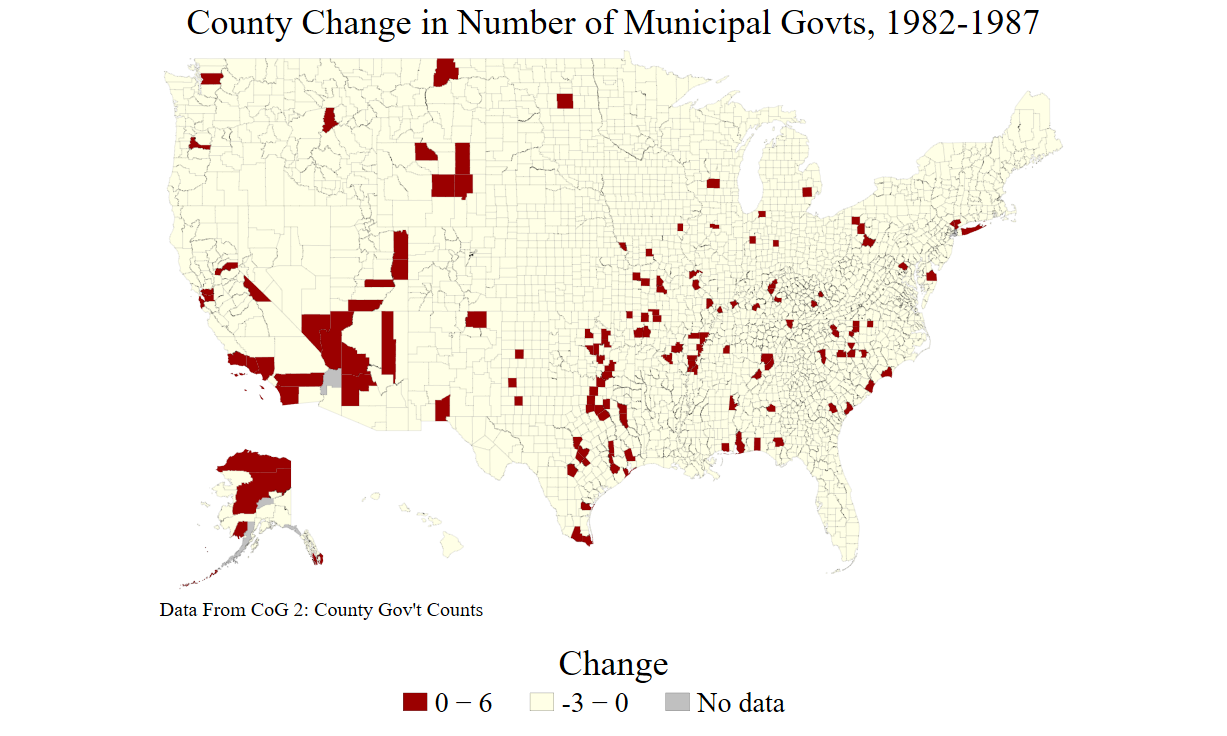 County Change in Number of Municipal Govts, 1982-1987
Data From CoG 2: County Gov't Counts
Change
0 − 6
-3 − 0
No data